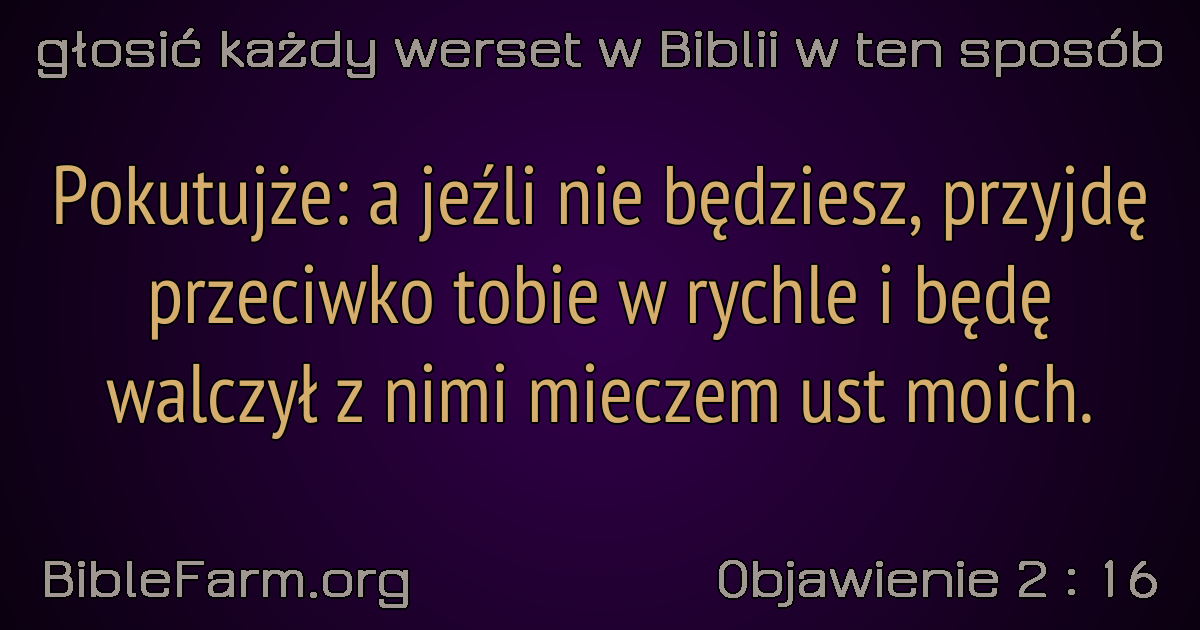 głosić każdy werset w Biblii w ten sposób
Pokutujże: a jeźli nie będziesz, przyjdę
przeciwko tobie w rychle i będę
walczył z nimi mieczem ust moich.
BibleFarm.org
Objawienie 2 : 16